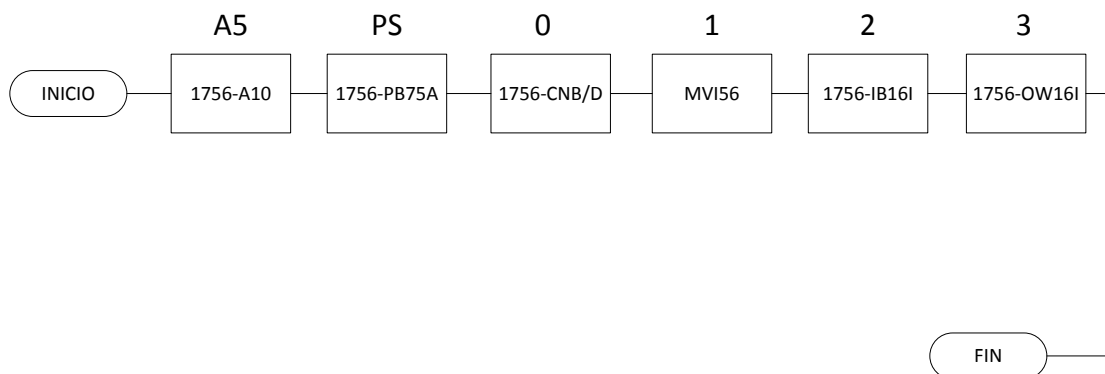 A5 PS 0 1 2 3
INICIO 1756-A10 1756-PB75A 1756-CNB/D MVI56 1756-IB16I 1756-OW16I
FIN